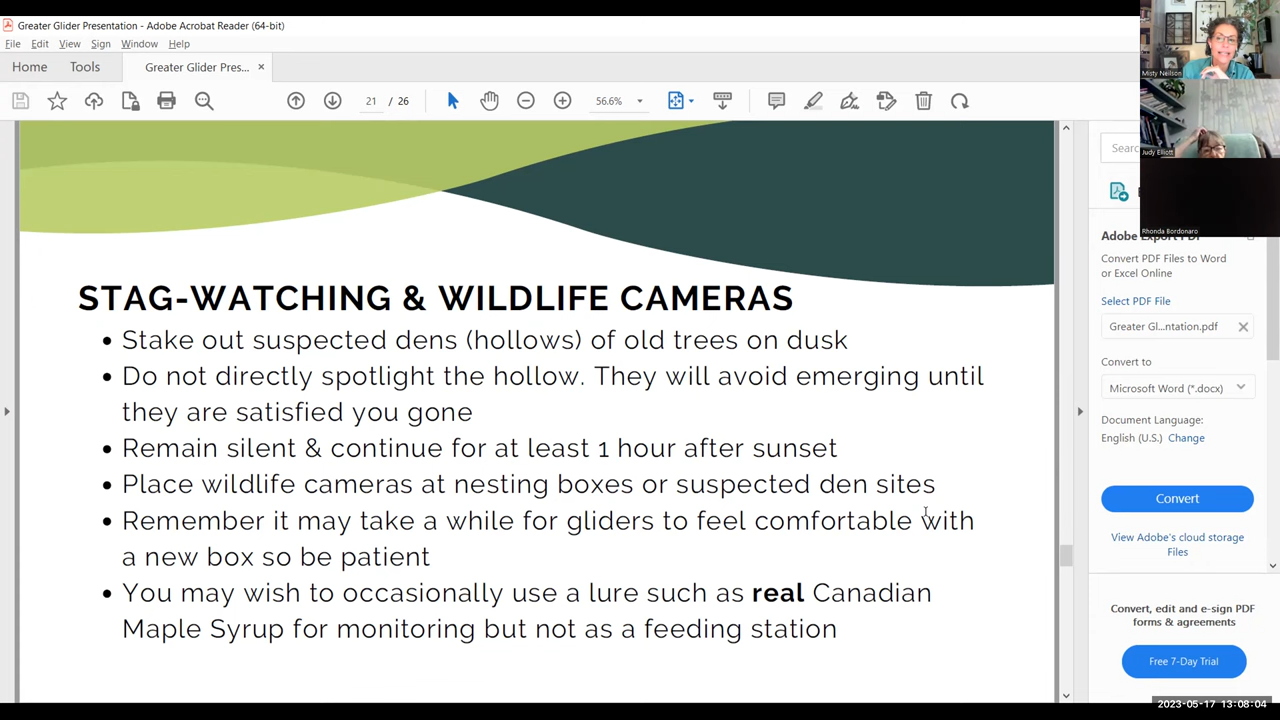 Greater Glider Presentation - Adobe Acrobat Reader (64-bit)
File Edit View Sign Window Help
Home Tools Greater Glider Pres... ×
21 / 26 56.6%
Misty Neilson
Judy Elliott
Rhonda Bordonaro
STAG-WATCHING & WILDLIFE CAMERAS
• Stake out suspected dens (hollows) of old trees on dusk
• Do not directly spotlight the hollow. They will avoid emerging until
they are satisfied you gone
• Remain silent & continue for at least 1 hour after sunset
• Place wildlife cameras at nesting boxes or suspected den sites
• Remember it may take a while for gliders to feel comfortable with
a new box so be patient
• You may wish to occasionally use a lure such as real Canadian
Maple Syrup for monitoring but not as a feeding station
Adobe Export PDF
Convert PDF Files to Word
or Excel Online
Select PDF File
Greater Gl...ntation.pdf
Convert to
Microsoft Word (*.docx)
Document Language:
English (U.S.) Change
Convert
View Adobe's cloud storage
Files
Convert, edit and e-sign PDF
forms & agreements
Free 7-Day Trial
2023-05-17 13:08:04